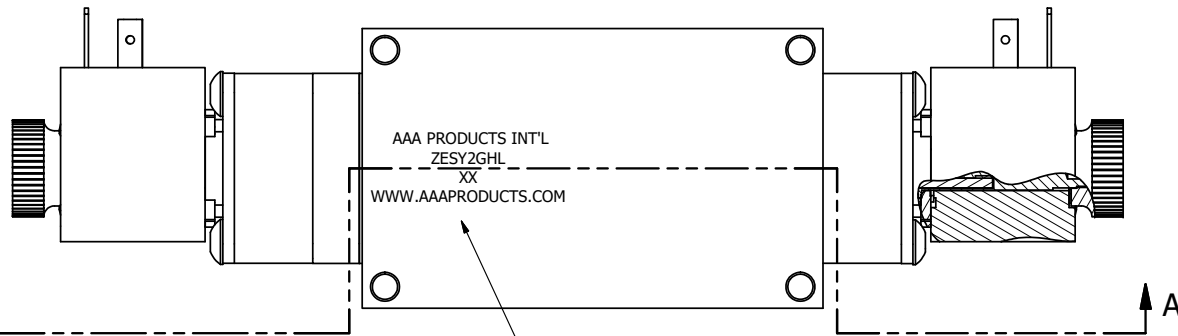 AAA PRODUCTS INT'L
ZESY2GHL
XX
WWW.AAAPRODUCTS.COM
A